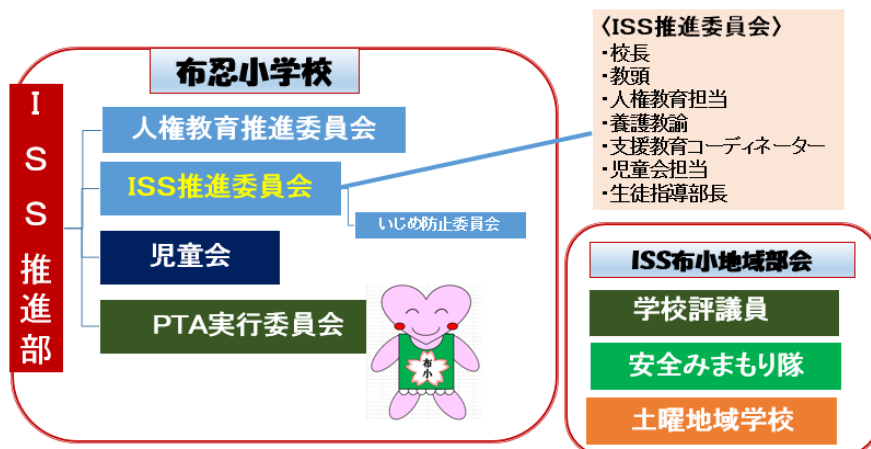 布忍小学校
ISS推進部
人権教育推進委員会
ISS推進委員会
いじめ防止委員会
児童会
PTA実行委員会
布
小
〈ISS推進委員会〉
・校長
・教頭
・人権教育担当
・養護教諭
・支援教育コーディネーター
・児童会担当
・生徒指導部長
ISS布小地域部会
学校評議員
安全みまもり隊
土曜地域学校